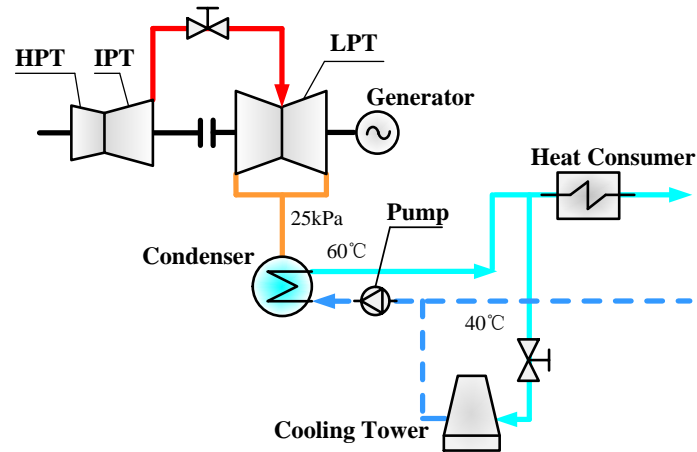 HPT IPT
LPT
Generator
Heat Consumer
25kPa
Pump
Condenser
60℃
40℃
Cooling Tower